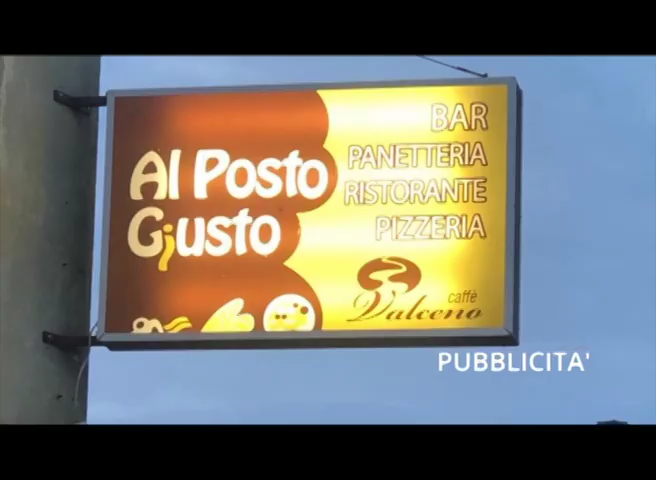 Al Posto
Giusto
BAR
PANETTERIA
RISTORANTE
PIZZERIA
caffè
Valceno
PUBBLICITA'